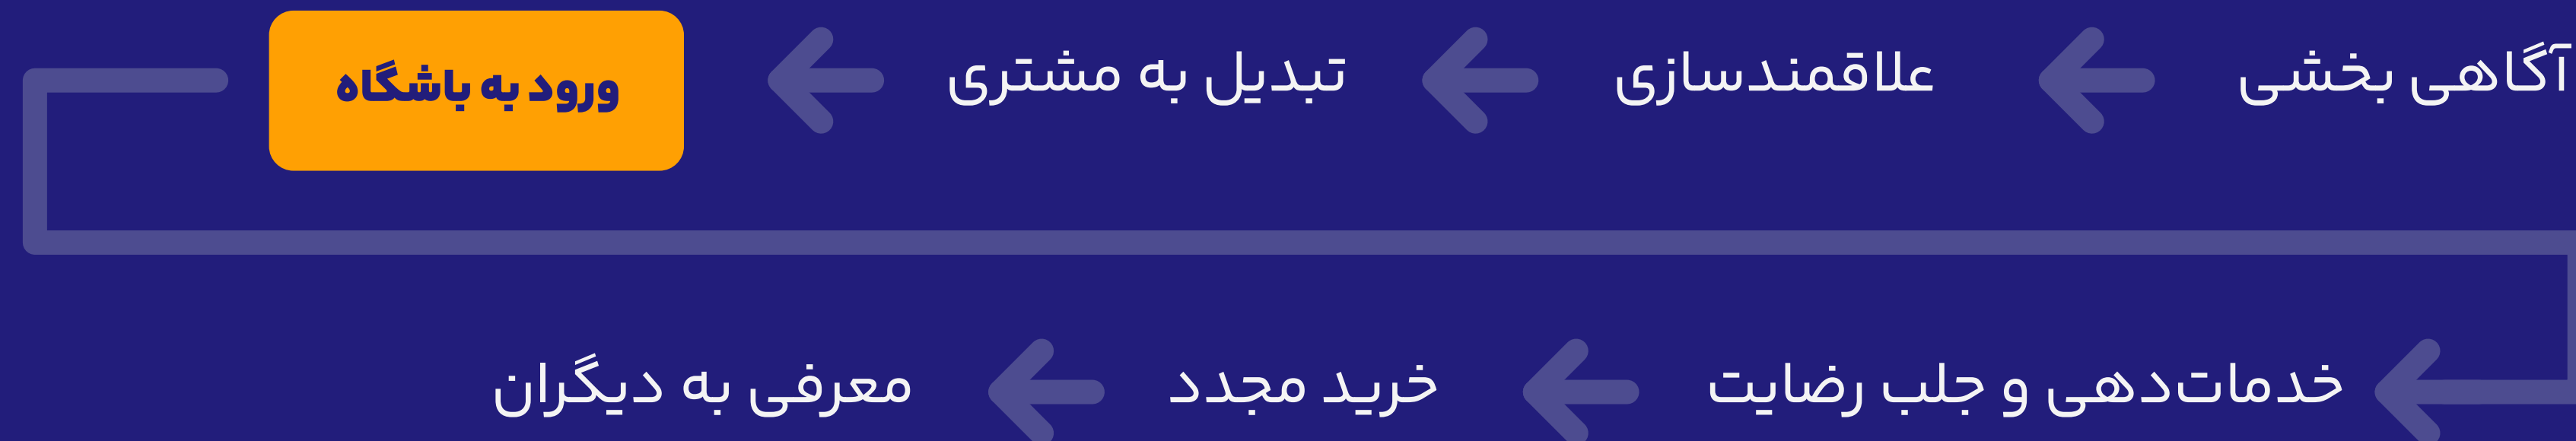 آگاهی بخشی
علاقمندسازی
تبدیل به مشتری
ورود به باشگاه
خدمات‌دهی و جلب رضایت
خرید مجدد
معرفی به دیگران